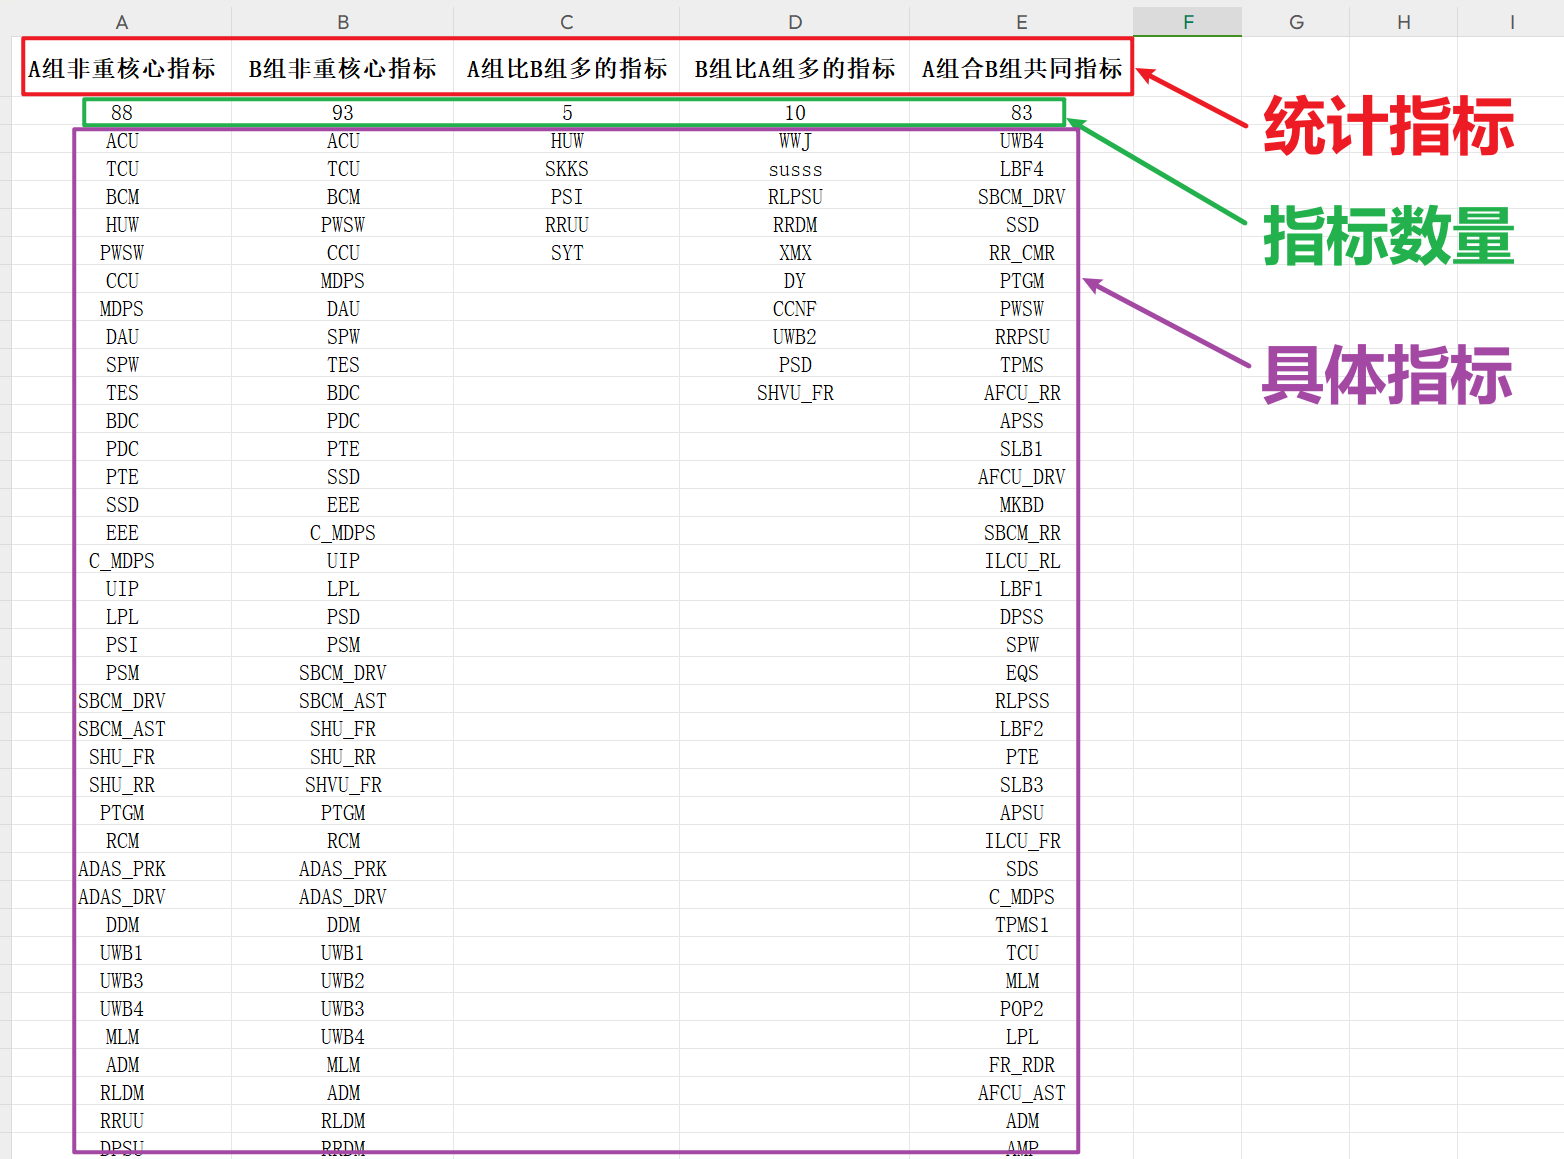 A B C D E F G H I
A组非重核心指标 B组非重核心指标 A组比B组多的指标 B组比A组多的指标 A组合B组共同指标
88 93 5 10 83
ACU ACU HUW WWJ UWB4
TCU TCU SKKS susss LBF4
BCM BCM PSI RLPSU SBCM_DRV
HUW PWSW RRUU RRDM SSD
PWSW CCU SYT XMX RR_CMR
CCU MDPS DY PTGM
MDPS DAU CCNF PWSW
DAU SPW UWB2 RRPSU
SPW TES PSD TPMS
TES BDC SHVU_FR AFCU_RR
BDC PDC APSS
PDC PTE SLB1
PTE SSD AFCU_DRV
SSD EEE MKBD
EEE C_MDPS SBCM_RR
C_MDPS UIP ILCU_RL
UIP LPL LBF1
LPL PSD DPSS
PSI PSM SPW
PSM SBCM_DRV EQS
SBCM_DRV SBCM_AST RLPSS
SBCM_AST SHU_FR LBF2
SHU_FR SHU_RR PTE
SHU_RR SHVU_FR SLB3
PTGM PTGM APSU
RCM RCM ILCU_FR
ADAS_PRK ADAS_PRK SDS
ADAS_DRV ADAS_DRV C_MDPS
DDM DDM TPMS1
UWB1 UWB1 TCU
UWB3 UWB2 MLM
UWB4 UWB3 POP2
MLM UWB4 LPL
ADM MLM FR_RDR
RLDM ADM AFCU_AST
RRUU RLDM ADM
DPSU RRDM AMP
统计指标
指标数量
具体指标